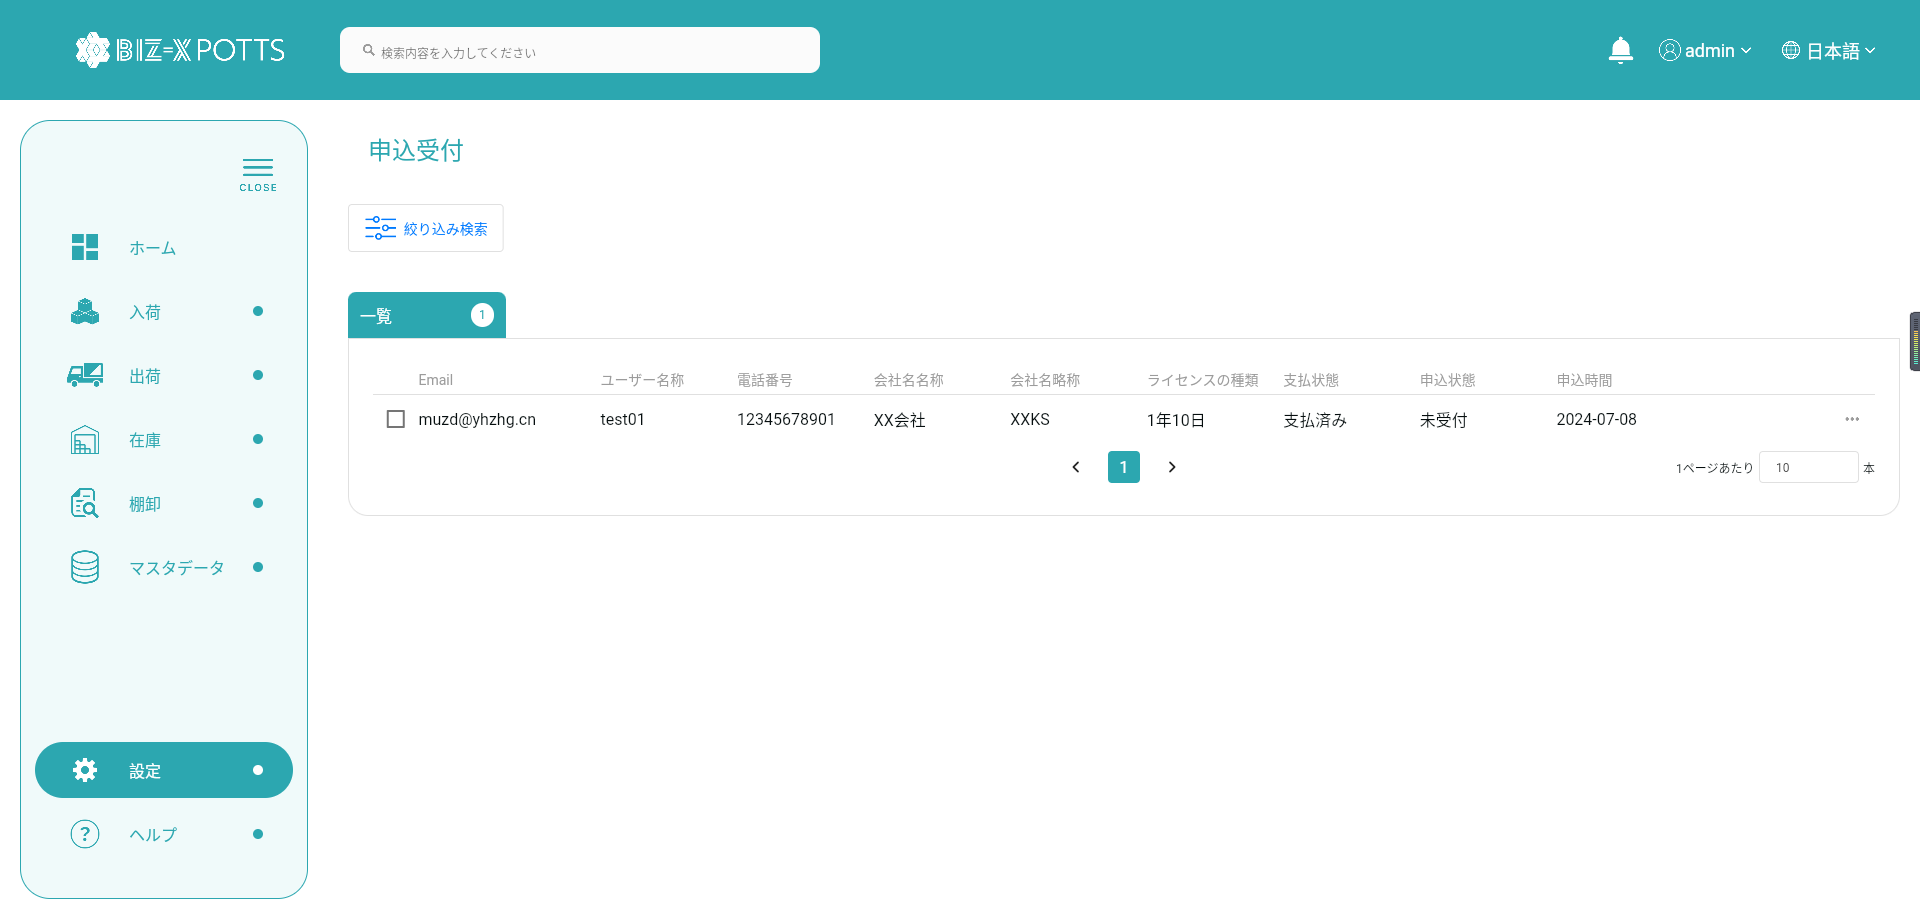 BIZ-X POTTS
検索内容を入力してください
admin
日本語
CLOSE
ホーム
入荷
出荷
在庫
棚卸
マスタデータ
設定
? ヘルプ
申込受付
絞り込み検索
一覧 1
Email ユーザー名称 電話番号 会社名名称 会社名略称 ライセンスの種類 支払状態 申込状態 申込時間
muzd@yhzhg.cn test01 12345678901 XX会社 XXKS 1年10日 支払済み 未受付 2024-07-08 ···
1
1ページあたり 10 本